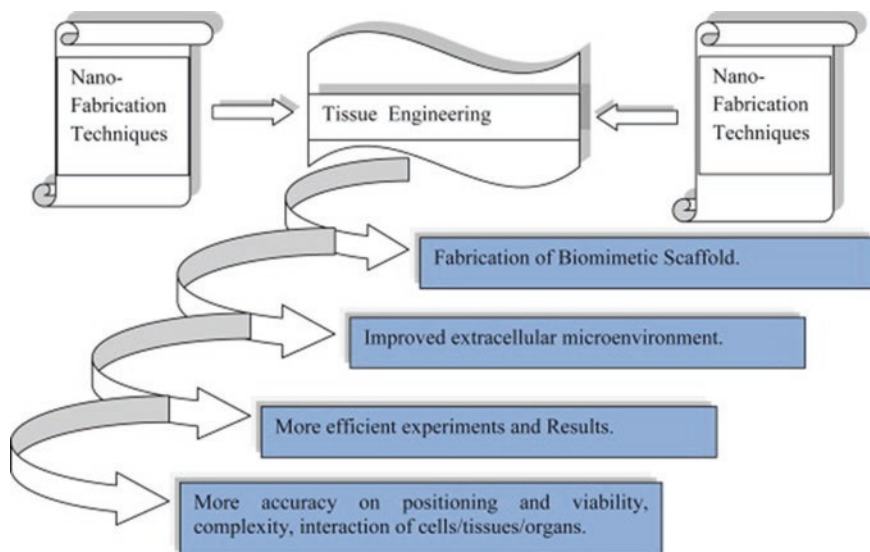 Nano-
Fabrication
Techniques
Tissue Engineering
Nano-
Fabrication
Techniques
Fabrication of Biomimetic Scaffold.
Improved extracellular microenvironment.
More efficient experiments and Results.
More accuracy on positioning and viability,
complexity, interaction of cells/tissues/organs.